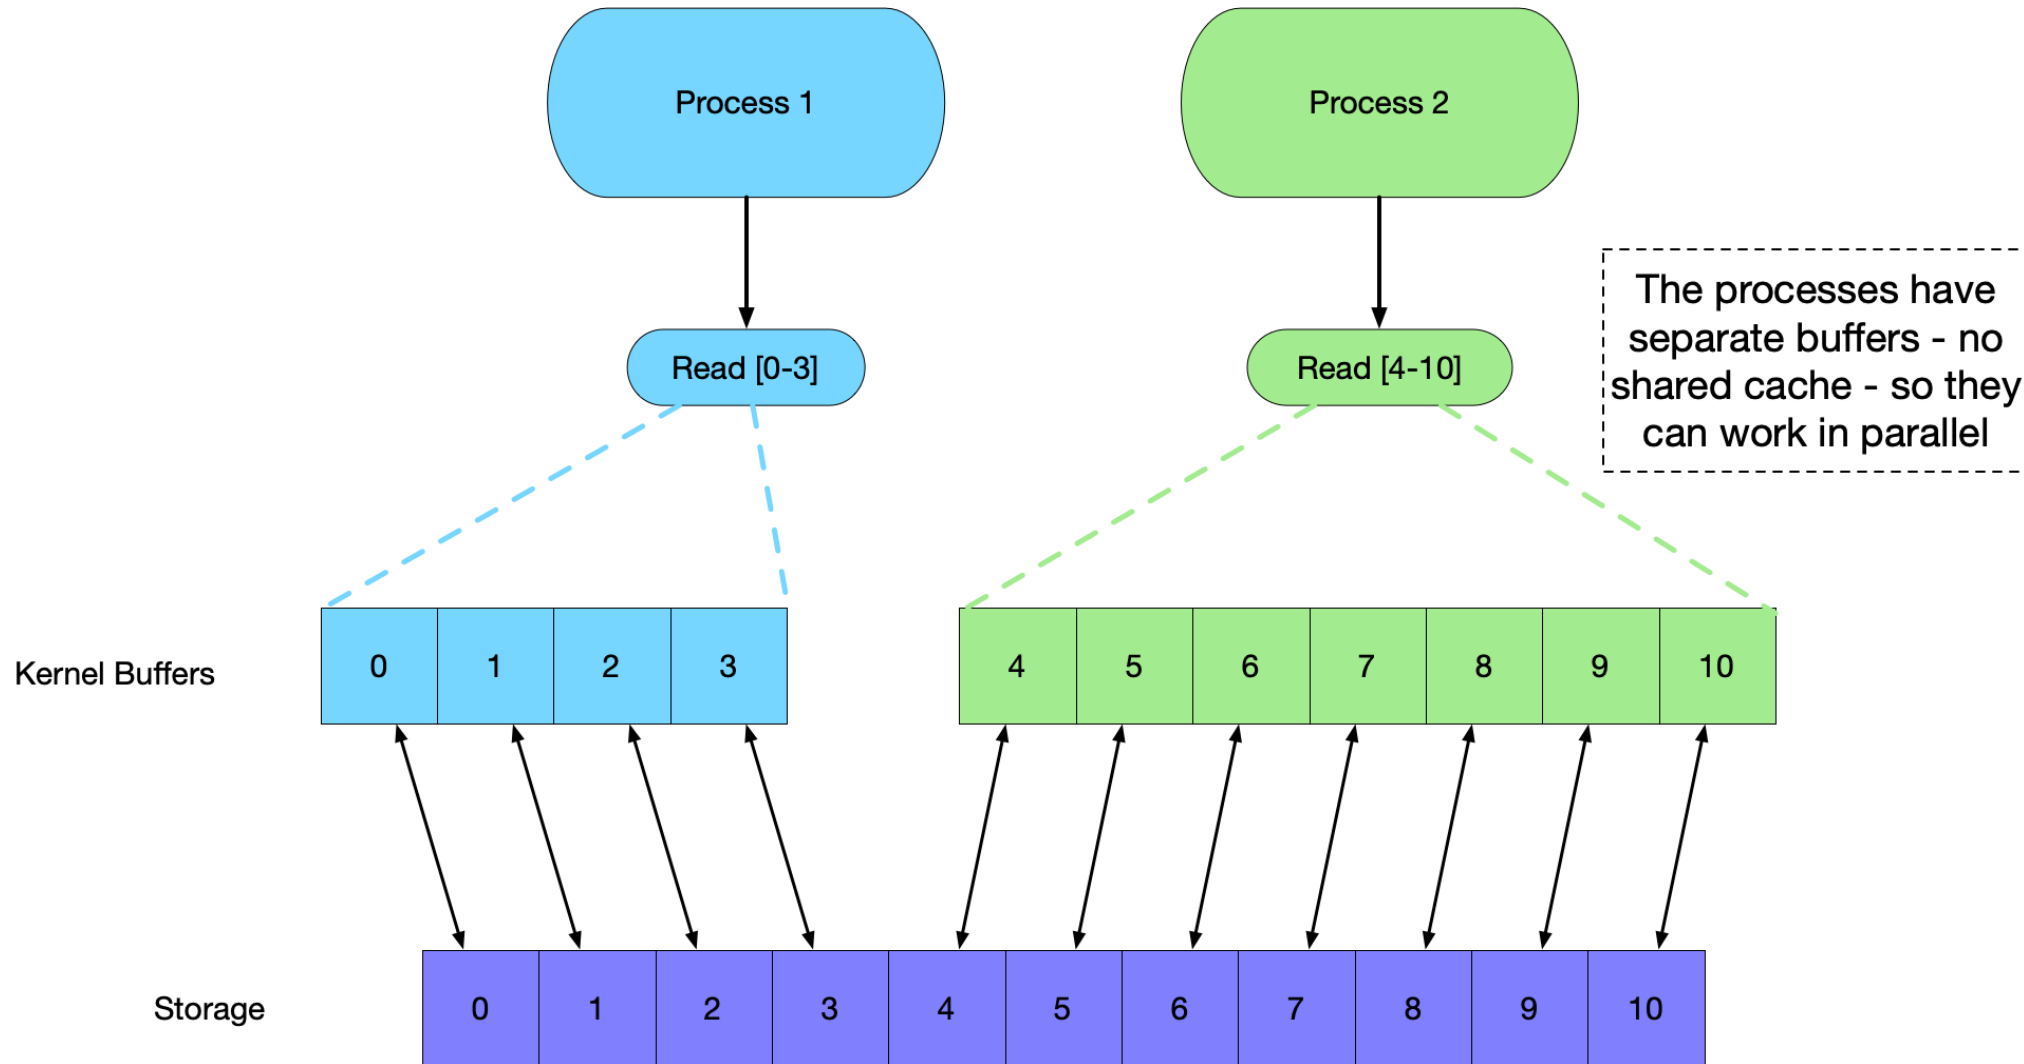 Process 1
Process 2
Read [0-3]
Read [4-10]
The processes have
separate buffers - no
shared cache - so they
can work in parallel
Kernel Buffers
0 1 2 3
4 5 6 7 8 9 10
Storage
0 1 2 3 4 5 6 7 8 9 10